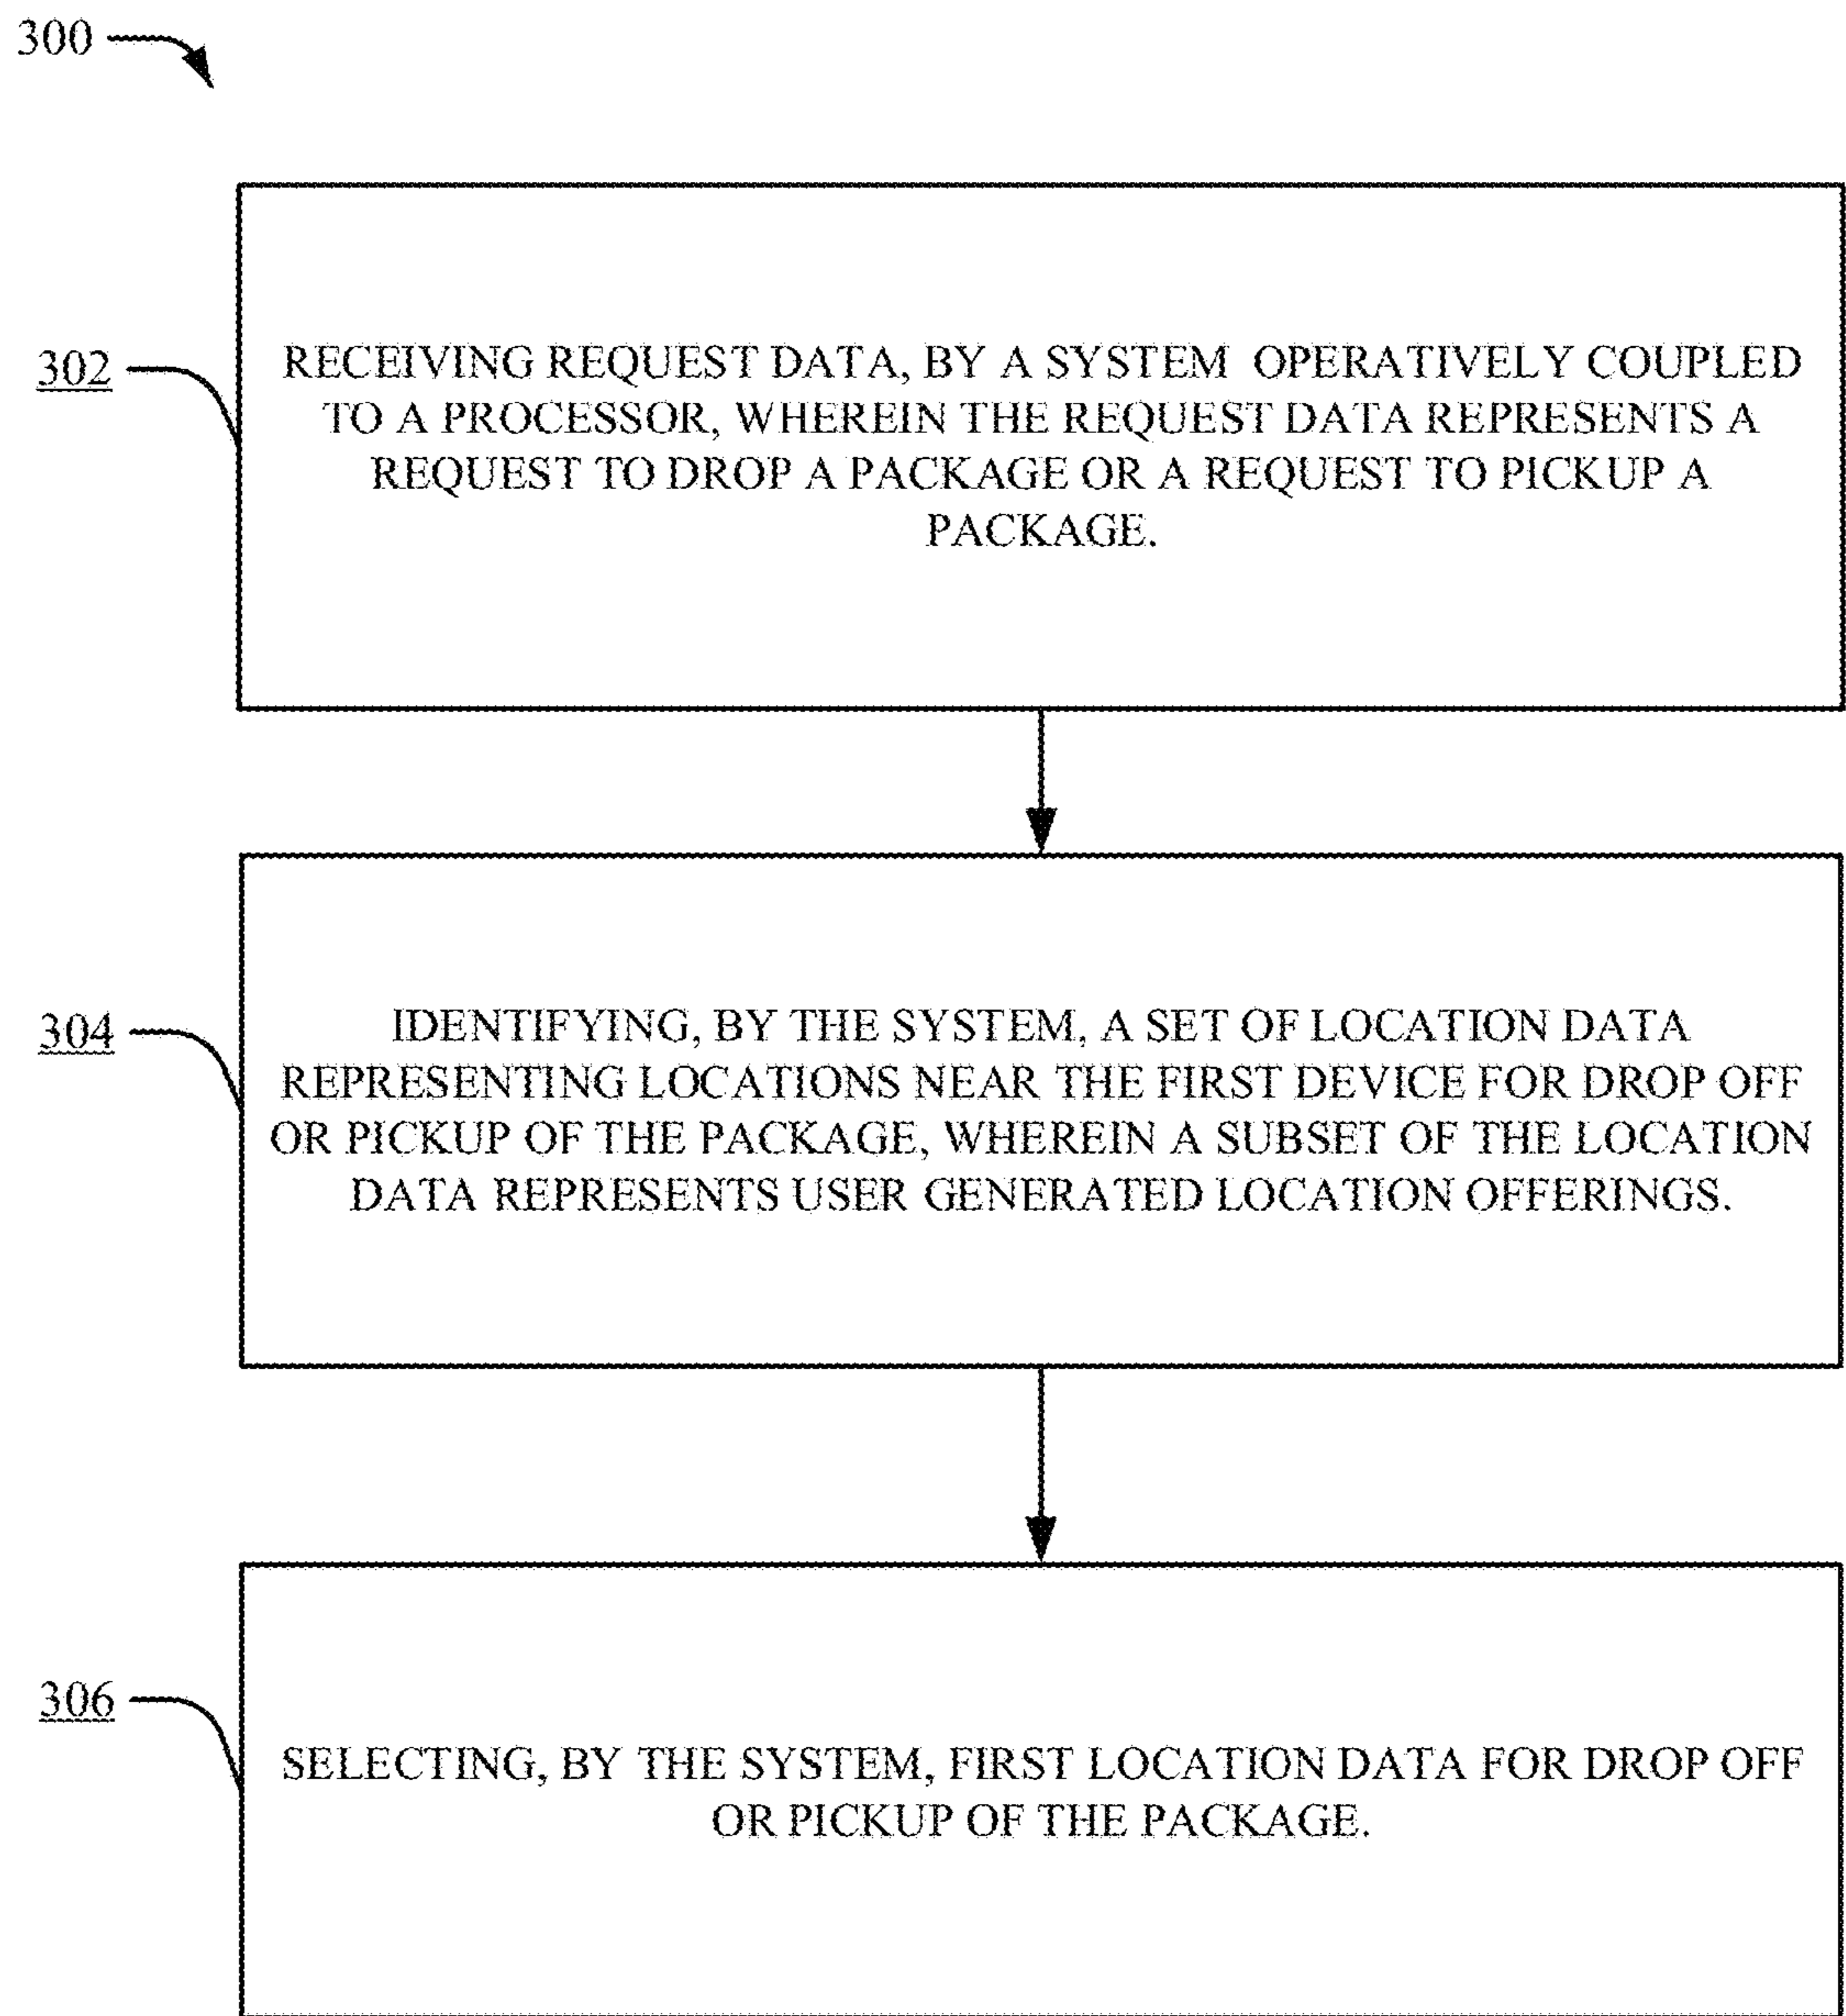 300
302
RECEIVING REQUEST DATA, BY A SYSTEM OPERATIVELY COUPLED
TO A PROCESSOR, WHEREIN THE REQUEST DATA REPRESENTS A
REQUEST TO DROP A PACKAGE OR A REQUEST TO PICKUP A
PACKAGE.
304
IDENTIFYING, BY THE SYSTEM, A SET OF LOCATION DATA
REPRESENTING LOCATIONS NEAR THE FIRST DEVICE FOR DROP OFF
OR PICKUP OF THE PACKAGE, WHEREIN A SUBSET OF THE LOCATION
DATA REPRESENTS USER GENERATED LOCATION OFFERINGS.
306
SELECTING, BY THE SYSTEM, FIRST LOCATION DATA FOR DROP OFF
OR PICKUP OF THE PACKAGE.